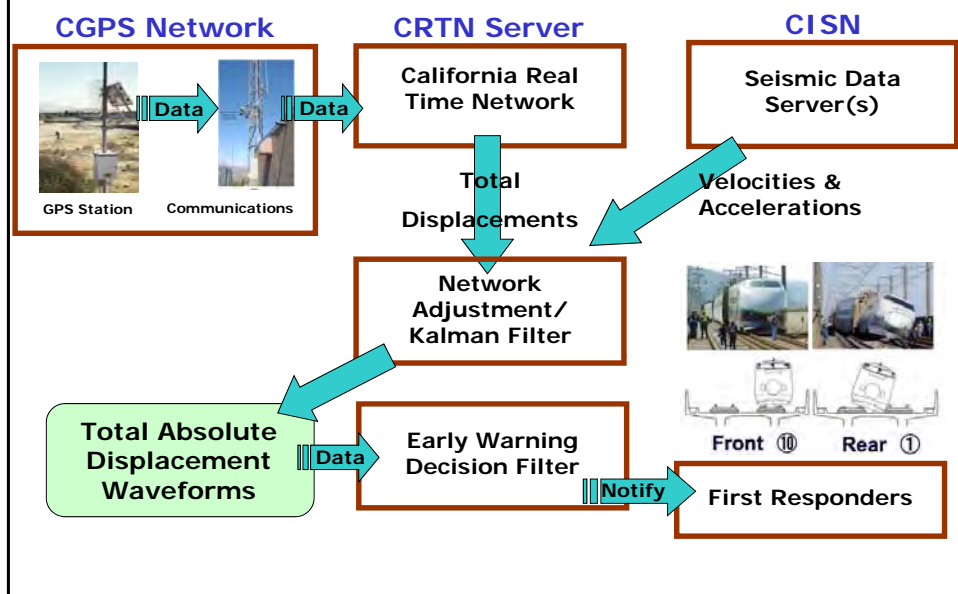 CGPS Network
CRTN Server
CISN
Data
Data
GPS Station
Communications
California Real
Time Network
Seismic Data
Server(s)
Total
Displacements
Velocities &
Accelerations
Network
Adjustment/
Kalman Filter
Total Absolute
Displacement
Waveforms
Data
Early Warning
Decision Filter
Notify
Front ⑩
Rear ①
First Responders